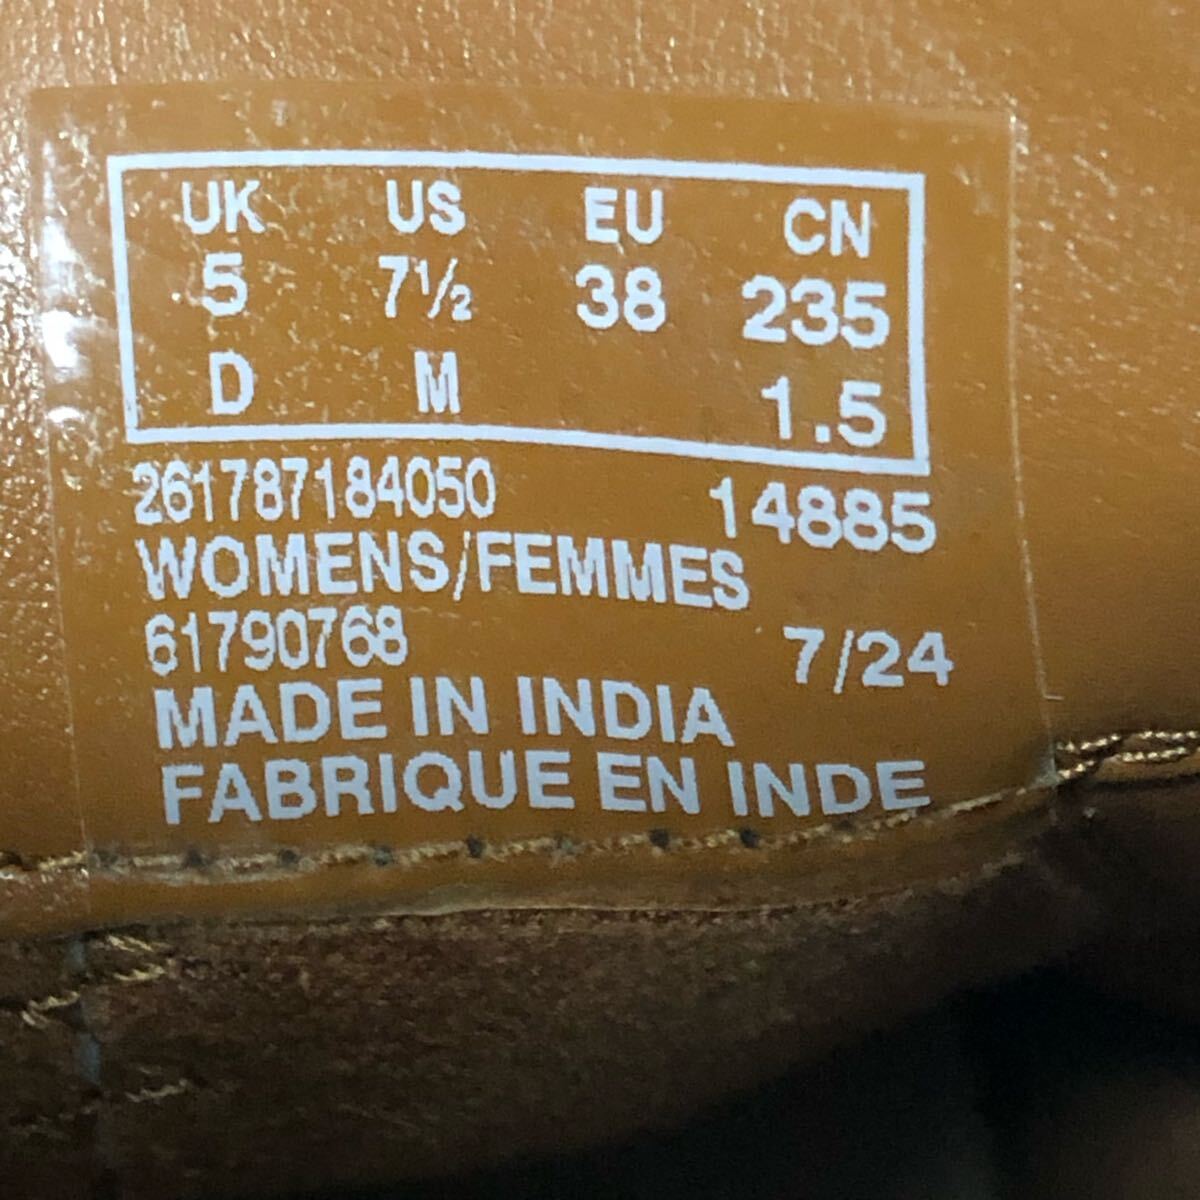 UK US EU CN
5 7½ 38 235
D M 1.5
261787184050 14885
WOMENS/FEMMES
61790768 7/24
MADE IN INDIA
FABRIQUE EN INDE